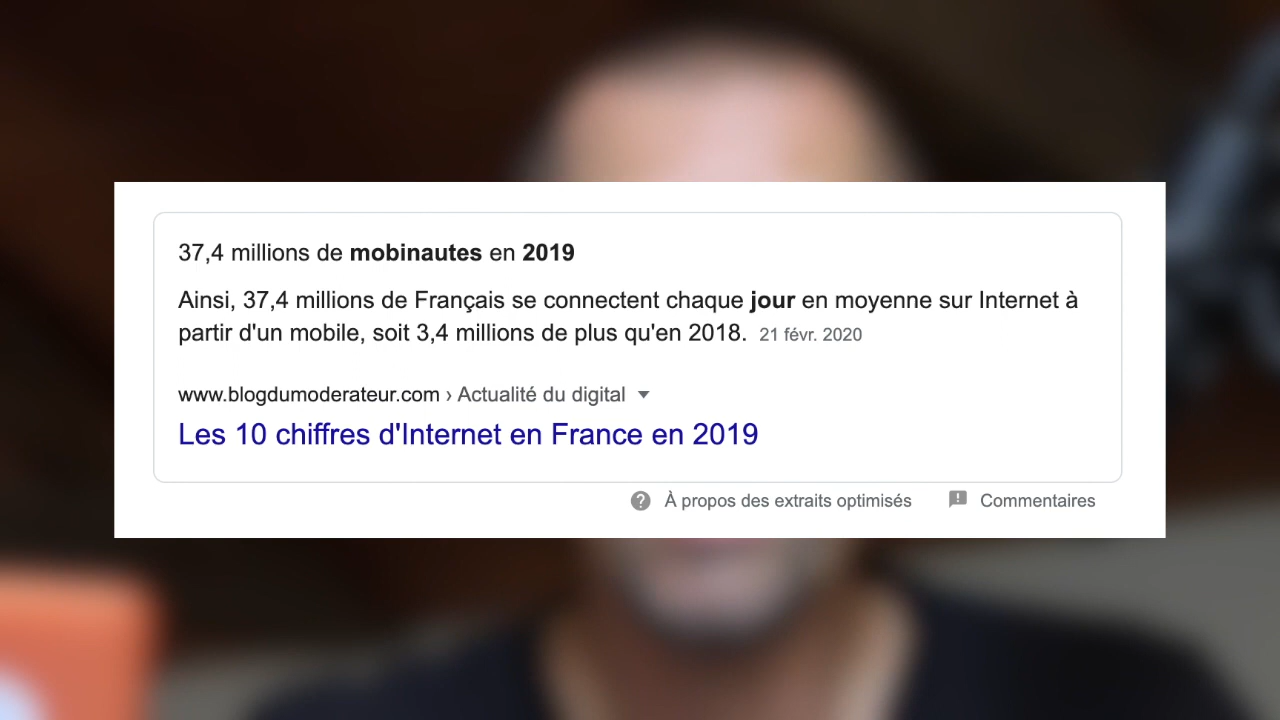 37,4 millions de mobinautes en 2019
Ainsi, 37,4 millions de Français se connectent chaque jour en moyenne sur Internet à
partir d'un mobile, soit 3,4 millions de plus qu'en 2018. 21 févr. 2020
www.blogdumoderateur.com › Actualité du digital
Les 10 chiffres d'Internet en France en 2019
À propos des extraits optimisés Commentaires